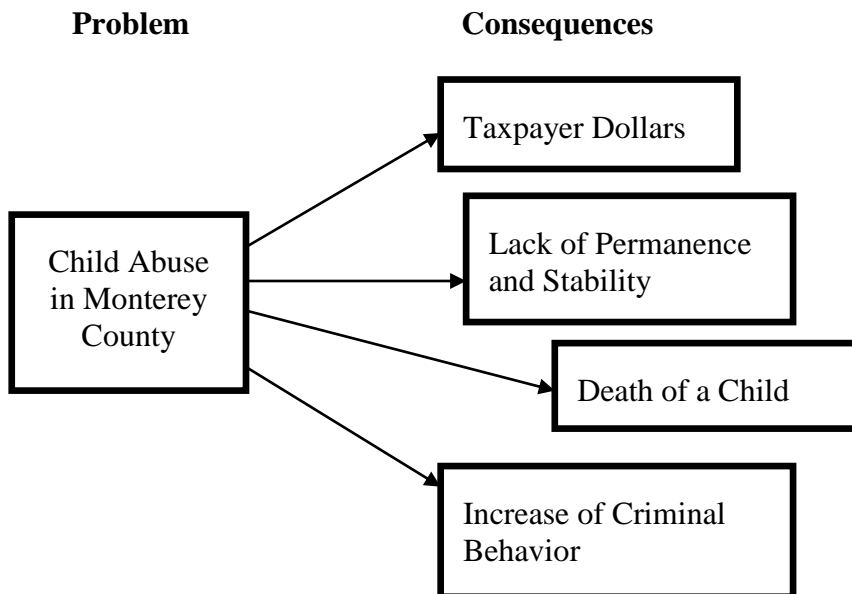 Problem
Consequences
Taxpayer Dollars
Lack of Permanence
and Stability
Child Abuse
in Monterey
County
Death of a Child
Increase of Criminal
Behavior